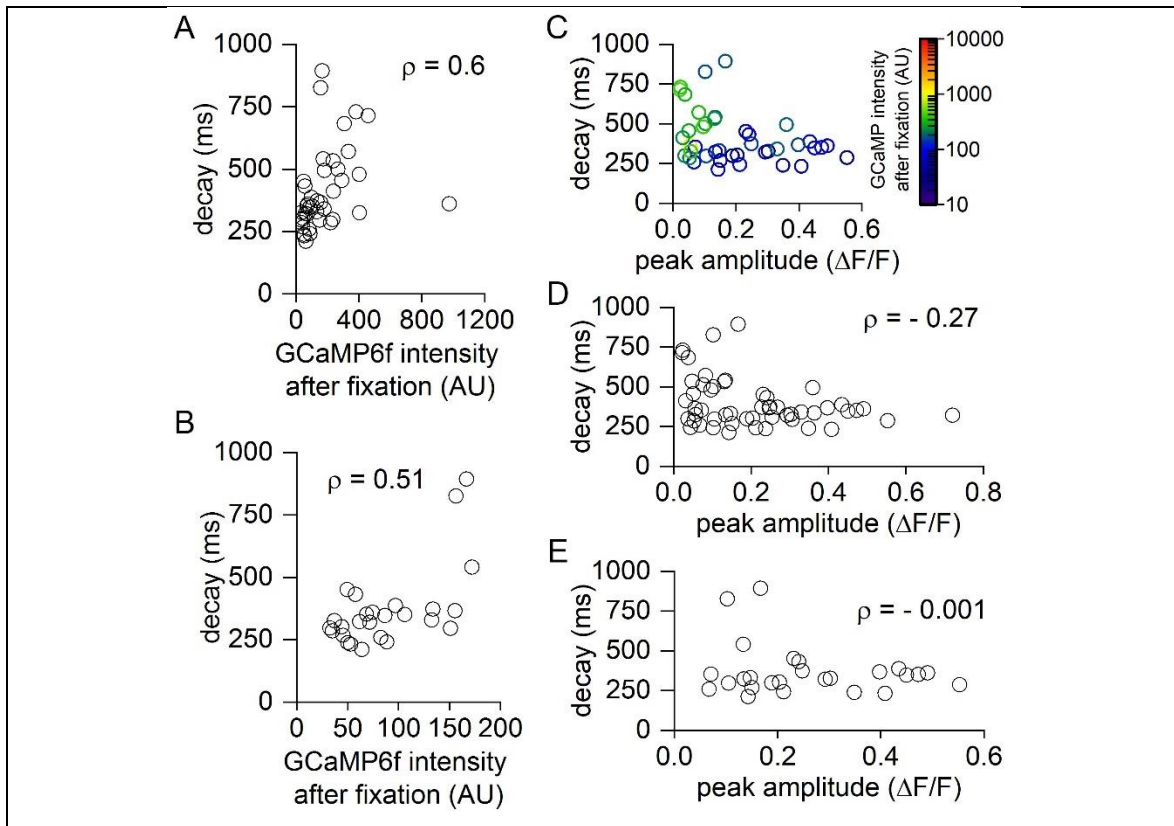 A
1000
750
500
250
0
decay (ms)
ρ = 0.6
0 400 800 1200
GCaMP6f intensity
after fixation (AU)
B
1000
750
500
250
0
decay (ms)
ρ = 0.51
0 50 100 150 200
GCaMP6f intensity
after fixation (AU)
C
1000
750
500
250
0
decay (ms)
0.0 0.2 0.4 0.6
peak amplitude (ΔF/F)
GCaMP intensity
after fixation (AU)
10000
1000
100
10
D
1000
750
500
250
0
decay (ms)
ρ = - 0.27
0.0 0.2 0.4 0.6 0.8
peak amplitude (ΔF/F)
E
1000
750
500
250
0
decay (ms)
ρ = - 0.001
0.0 0.2 0.4 0.6
peak amplitude (ΔF/F)